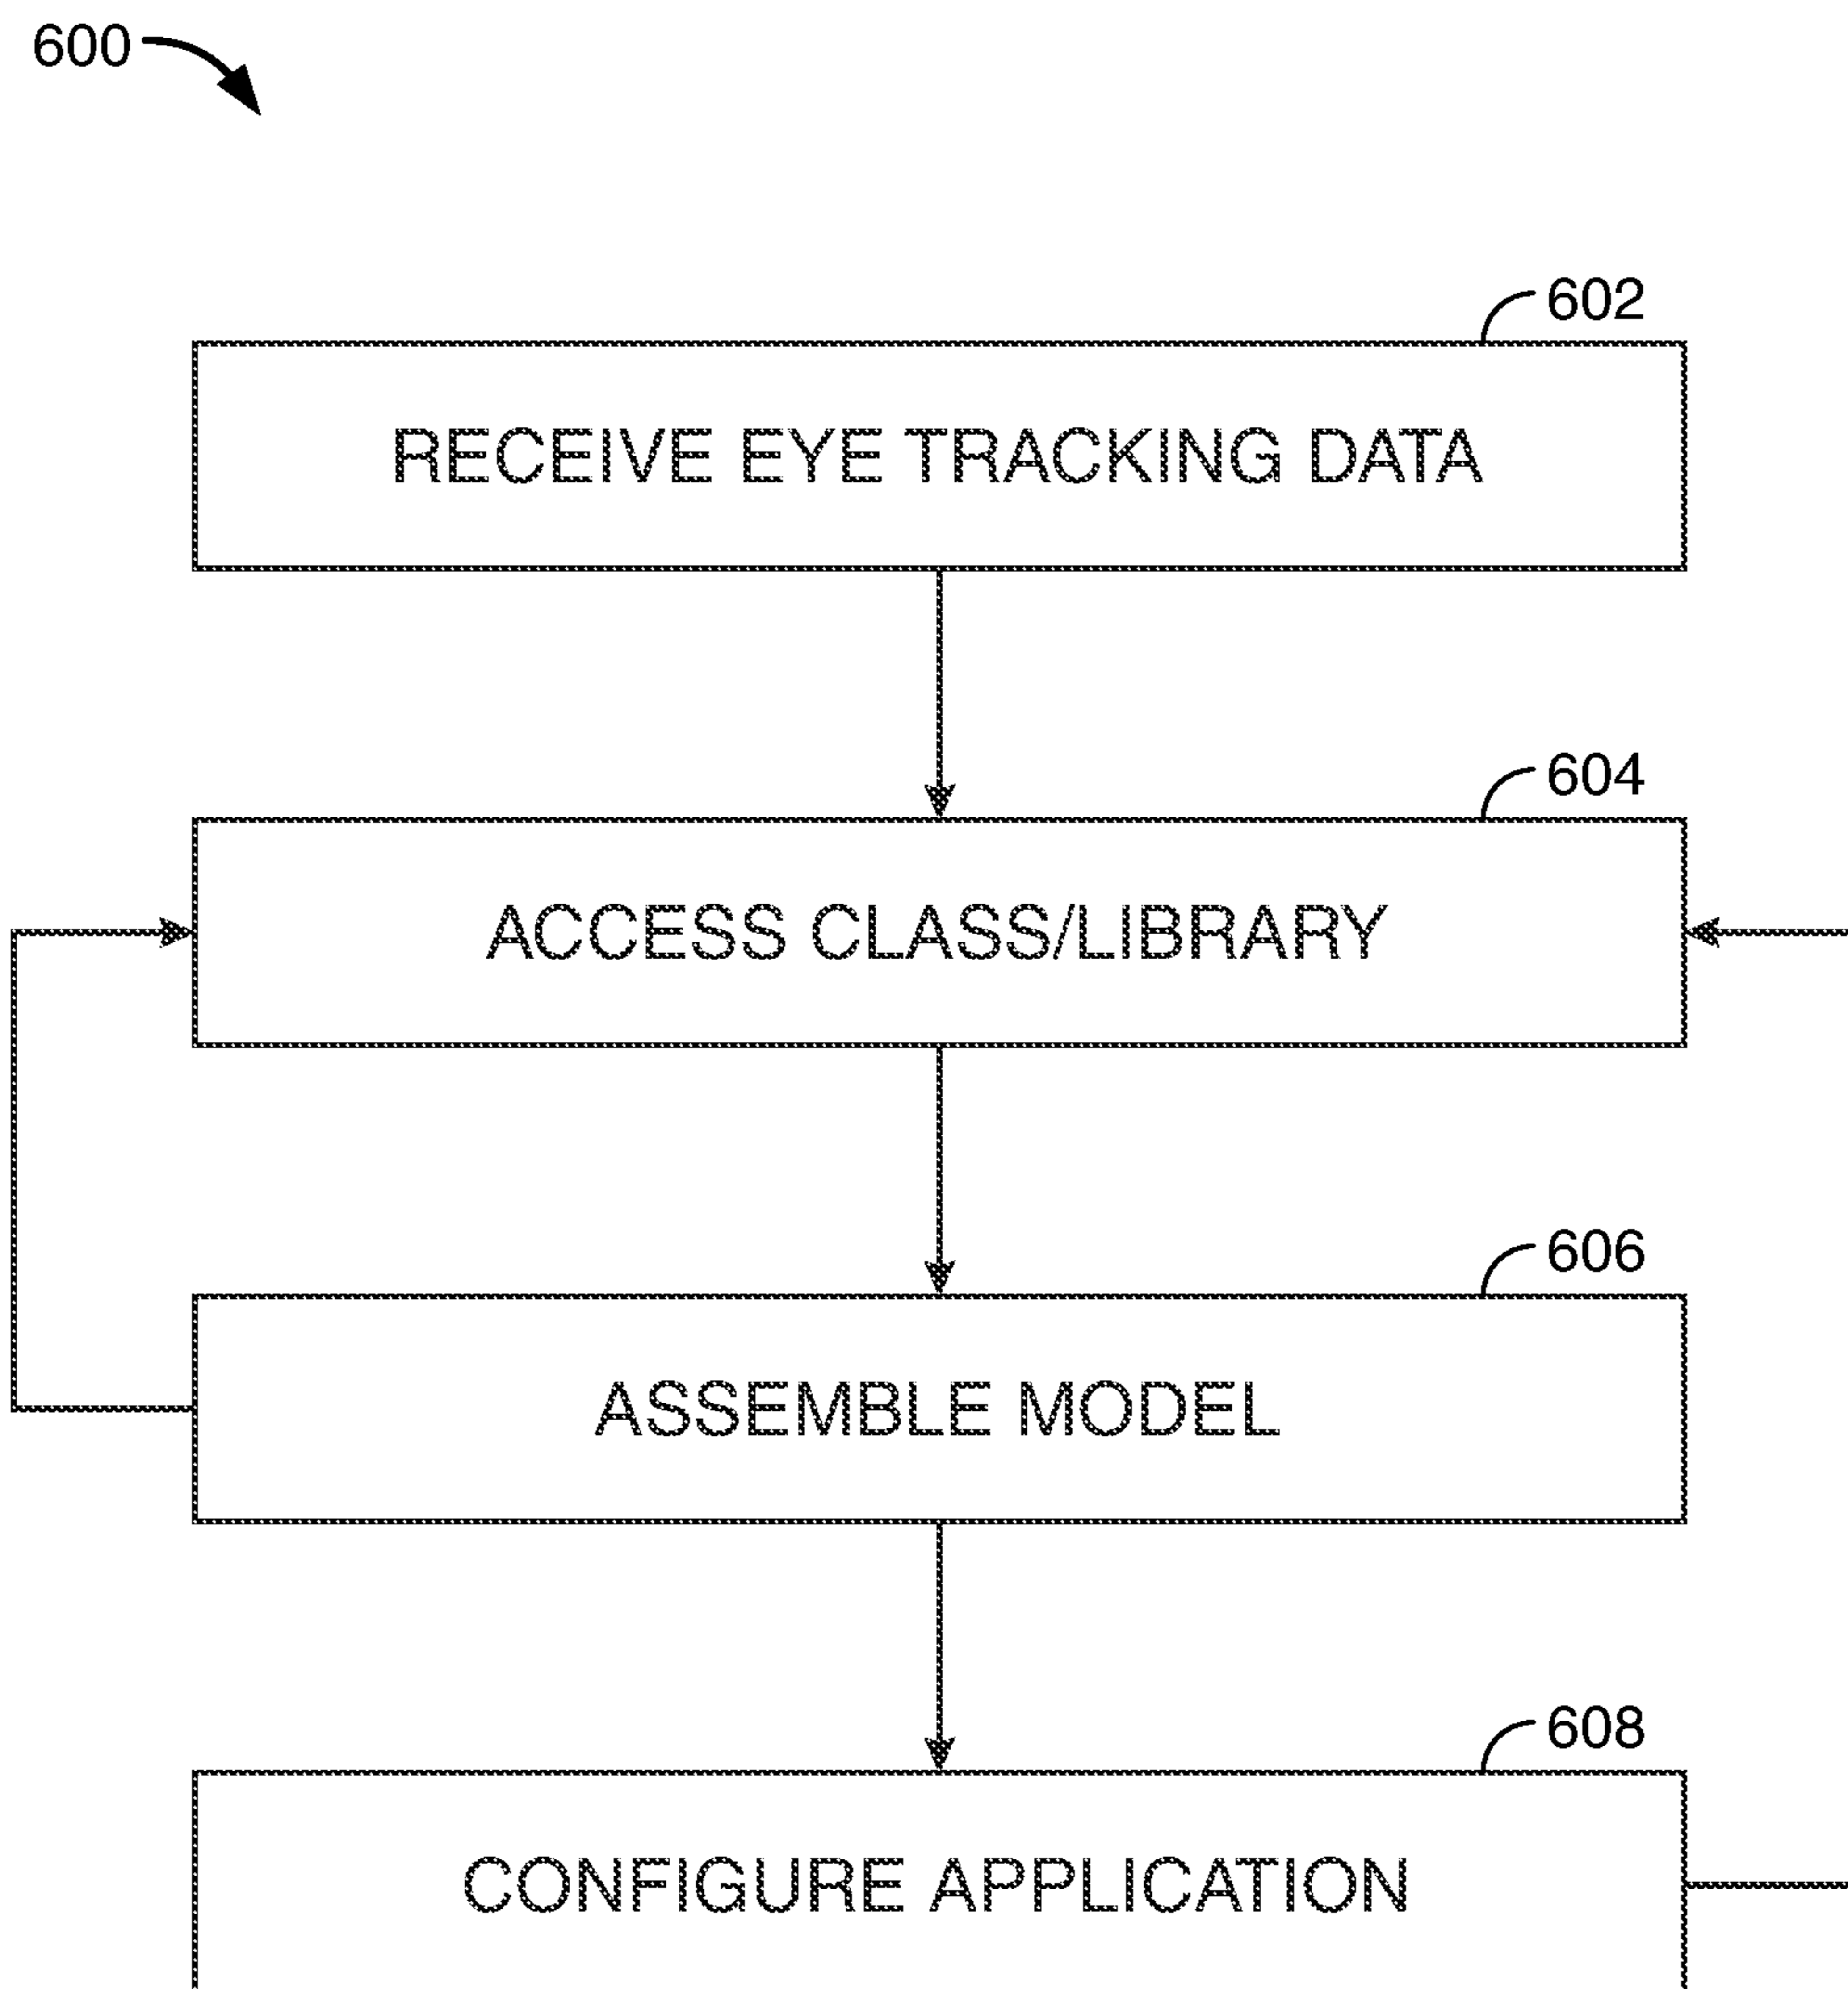 600
602
RECEIVE EYE TRACKING DATA
604
ACCESS CLASS/LIBRARY
606
ASSEMBLE MODEL
608
CONFIGURE APPLICATION